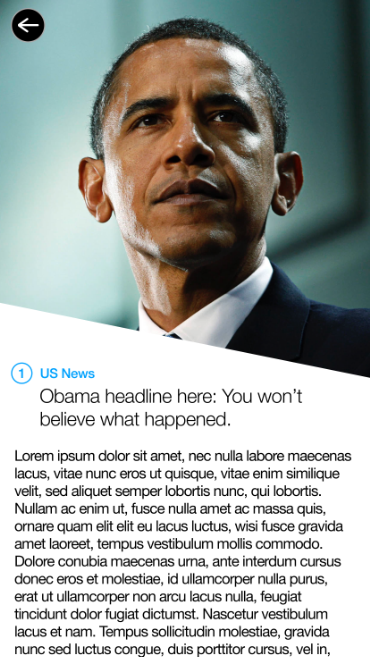 1 US News
Obama headline here: You won’t
believe what happened.
Lorem ipsum dolor sit amet, nec nulla labore maecenas
lacus, vitae nunc eros ut quisque, vitae enim similique
velit, sed aliquet semper lobortis nunc, qui lobortis.
Nullam ac enim ut, fusce nulla amet ac massa quis,
ornare quam elit elit eu lacus luctus, wisi fusce gravida
amet laoreet, tempus vestibulum mollis commodo.
Dolore conubia maecenas urna, ante interdum cursus
donec eros et molestiae, id ullamcorper nulla purus,
erat ut ullamcorper non arcu lacus nulla, feugiat
tincidunt dolor fugiat dictumst. Nascetur vestibulum
lacus et nam. Tempus sollicitudin molestiae, gravida
nunc sed luctus congue, duis porttitor cursus, vel in,